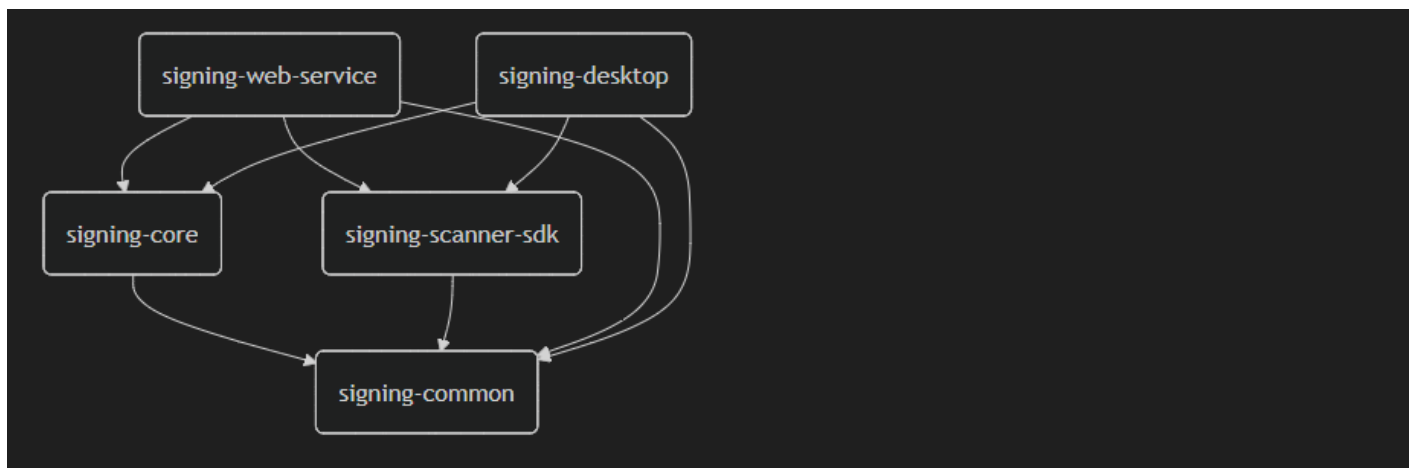 signing-web-service
signing-desktop
signing-core
signing-scanner-sdk
signing-common